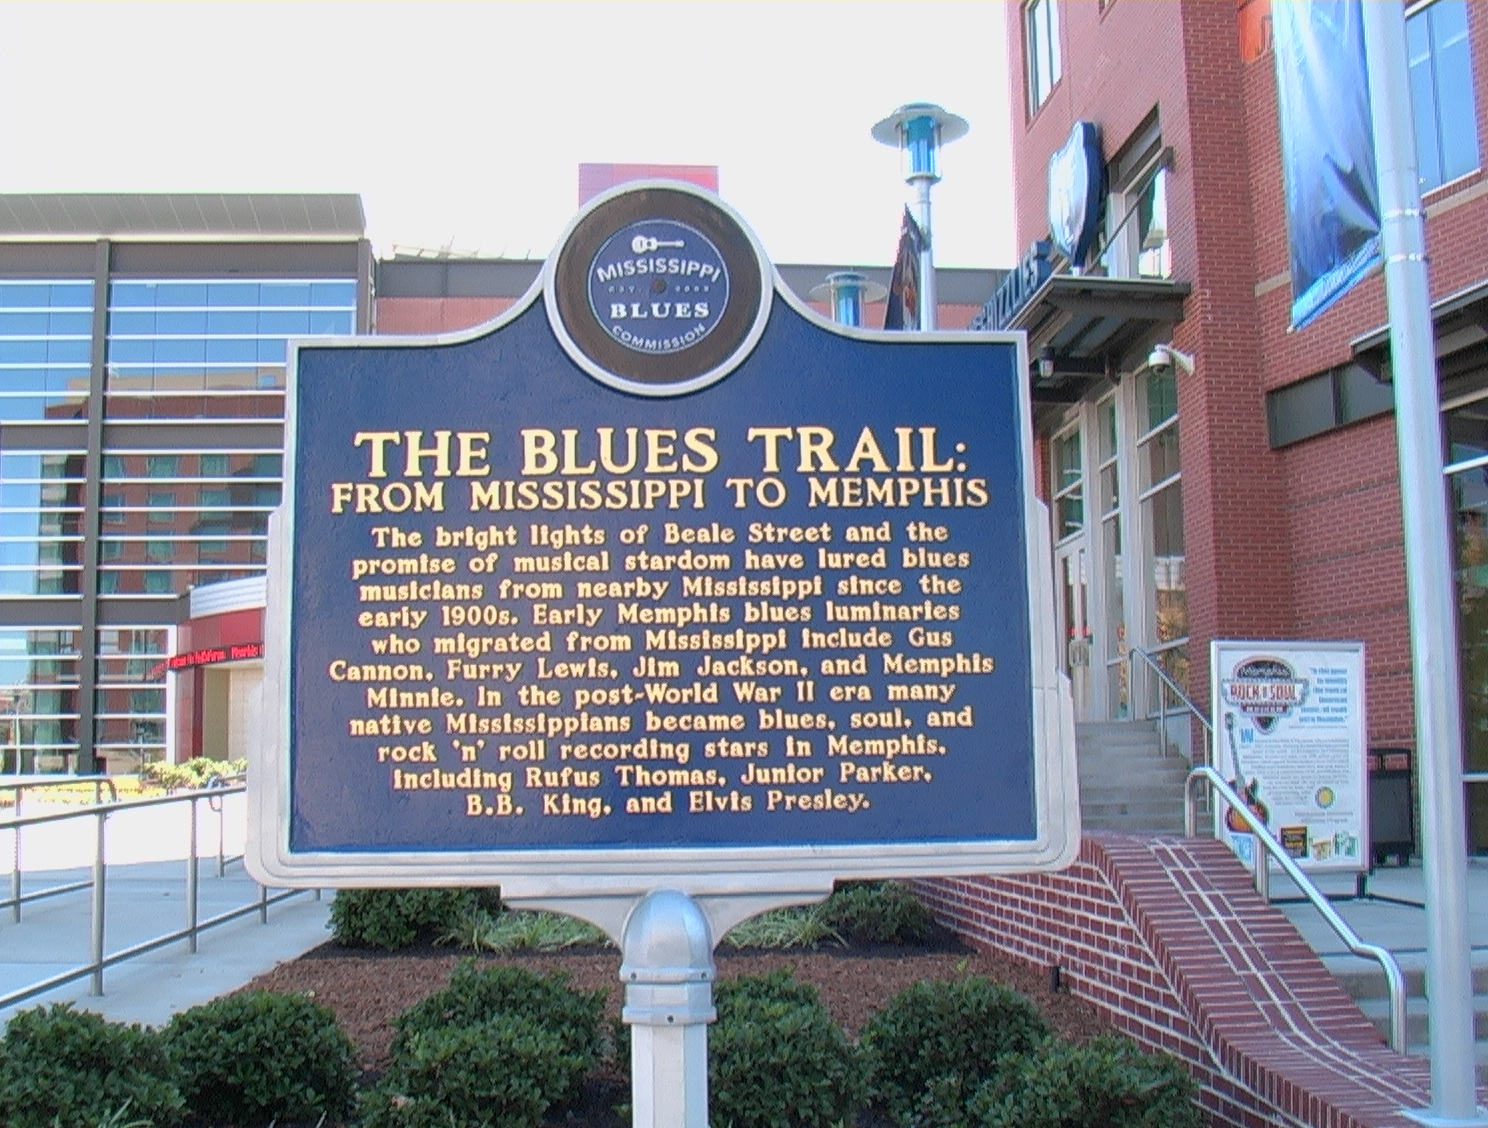 MISSISSIPPI
BLUES
COMMISSION
THE BLUES TRAIL:
FROM MISSISSIPPI TO MEMPHIS
The bright lights of Beale Street and the
promise of musical stardom have lured blues
musicians from nearby Mississippi since the
early 1900s. Early Memphis blues luminaries
who migrated from Mississippi include Gus
Cannon, Furry Lewis, Jim Jackson, and Memphis
Minnie. In the post-World War II era many
native Mississippians became blues, soul, and
rock 'n' roll recording stars in Memphis,
including Rufus Thomas, Junior Parker,
B.B. King, and Elvis Presley.
GRIZZLIES
ROCK 'N' SOUL